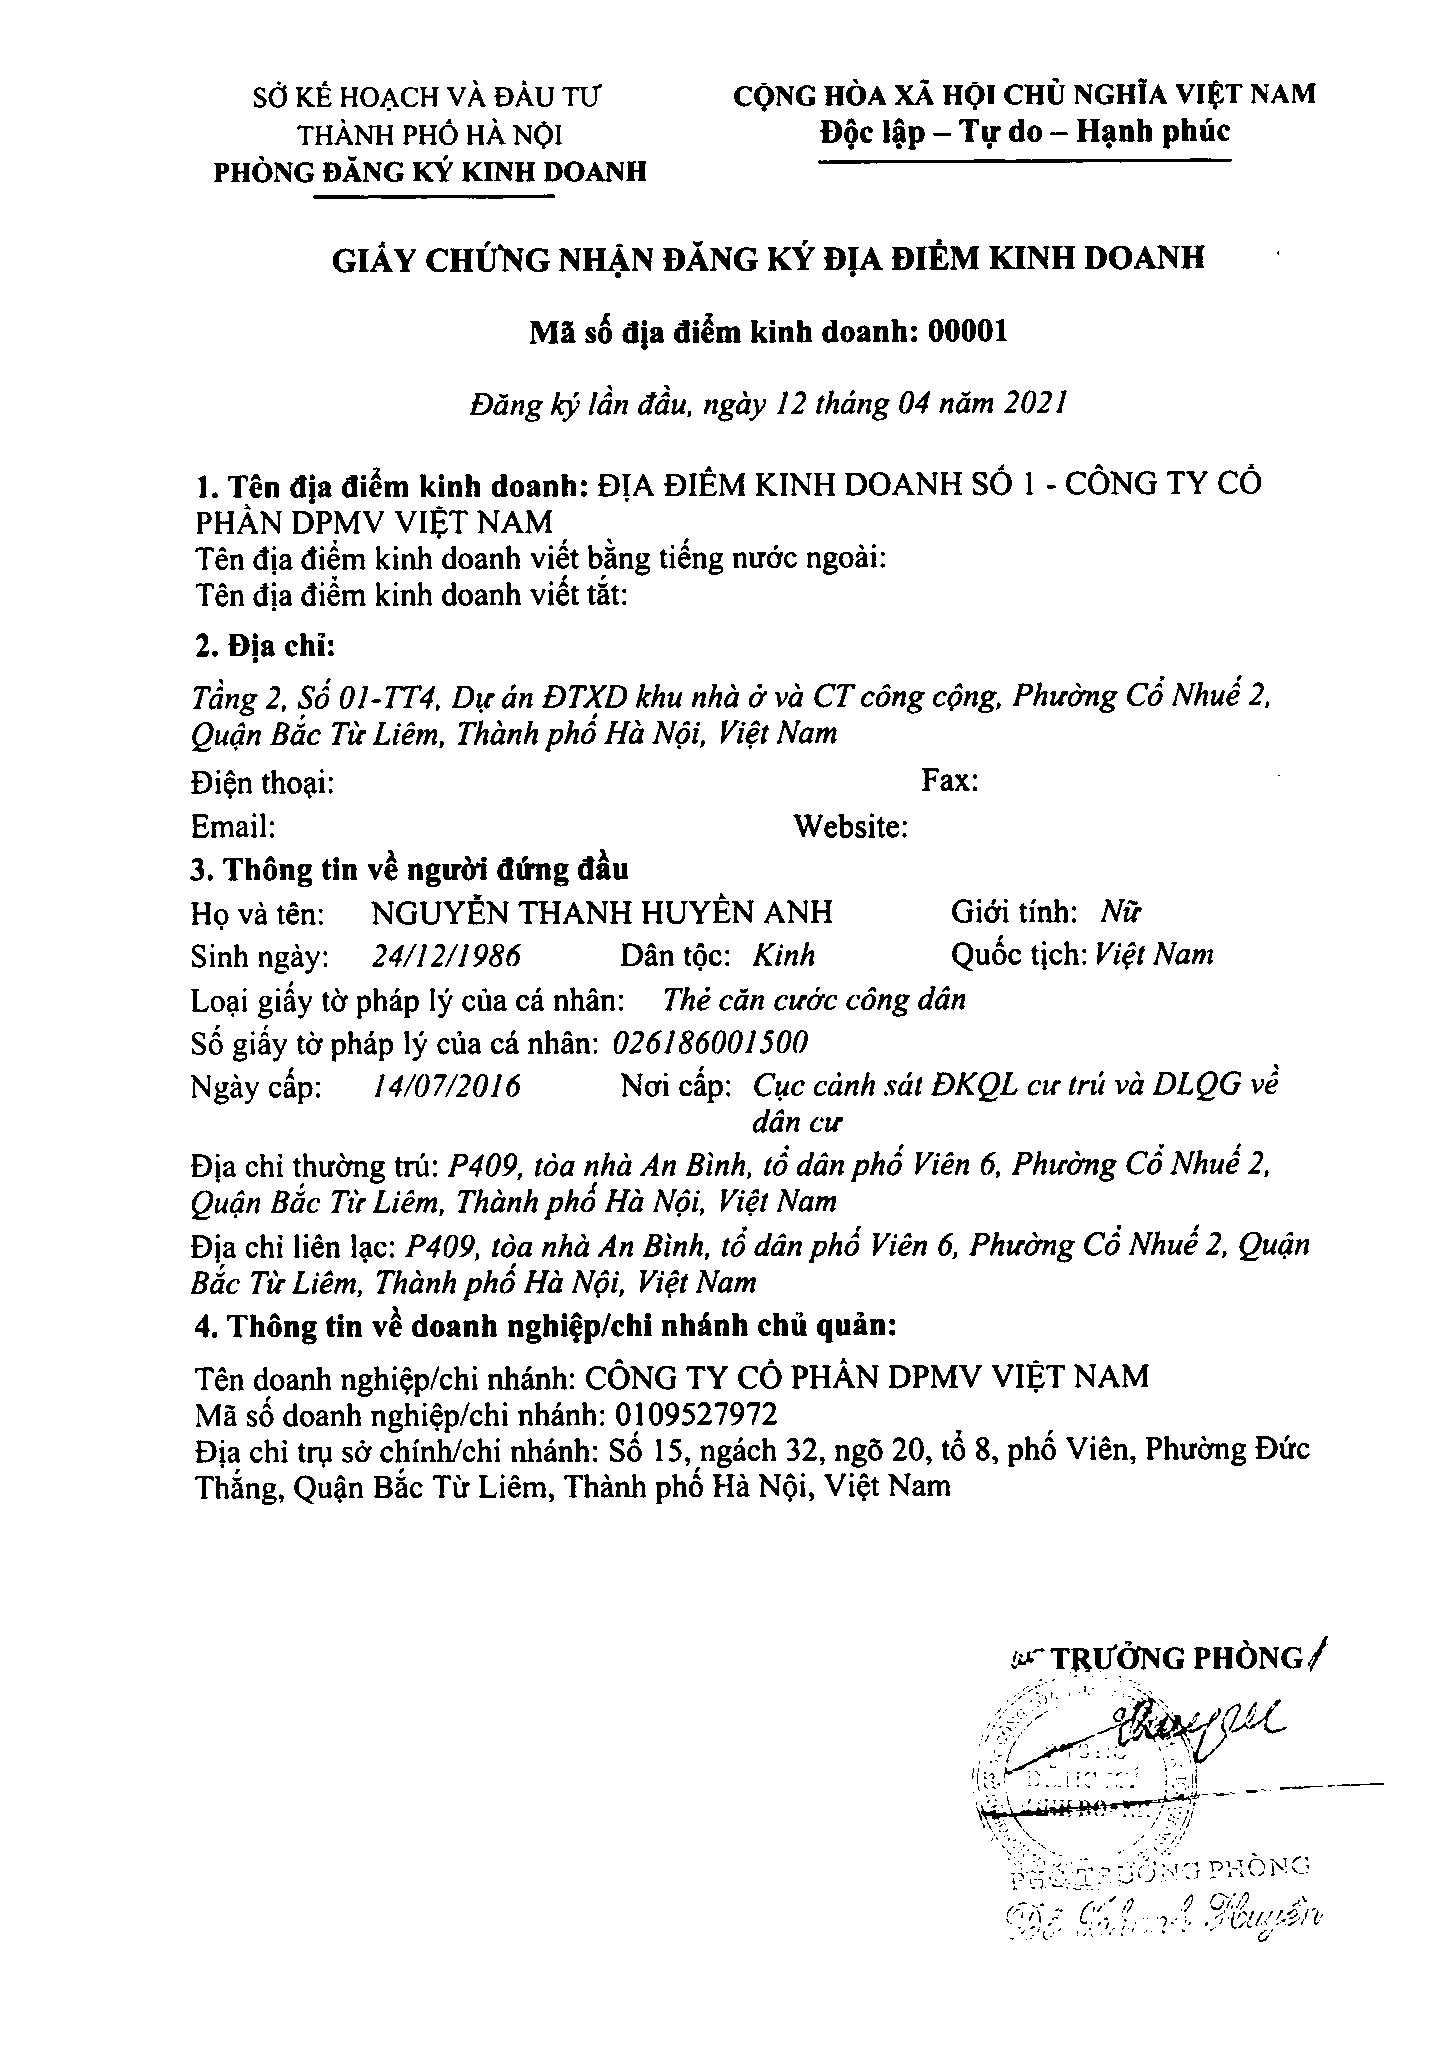 SỞ KẾ HOẠCH VÀ ĐẦU TƯ
THÀNH PHỐ HÀ NỘI
PHÒNG ĐĂNG KÝ KINH DOANH
CỘNG HÒA XÃ HỘI CHỦ NGHĨA VIỆT NAM
Độc lập – Tự do – Hạnh phúc
GIẤY CHỨNG NHẬN ĐĂNG KÝ ĐỊA ĐIỂM KINH DOANH
Mã số địa điểm kinh doanh: 00001
Đăng ký lần đầu, ngày 12 tháng 04 năm 2021
1. Tên địa điểm kinh doanh: ĐỊA ĐIỂM KINH DOANH SỐ 1 - CÔNG TY CỔ
PHẦN DPMV VIỆT NAM
Tên địa điểm kinh doanh viết bằng tiếng nước ngoài:
Tên địa điểm kinh doanh viết tắt:
2. Địa chỉ:
Tầng 2, Số 01-TT4, Dự án ĐTXD khu nhà ở và CT công cộng, Phường Cổ Nhuế 2,
Quận Bắc Từ Liêm, Thành phố Hà Nội, Việt Nam
Điện thoại: Fax:
Email: Website:
3. Thông tin về người đứng đầu
Họ và tên: NGUYỄN THANH HUYỀN ANH Giới tính: Nữ
Sinh ngày: 24/12/1986 Dân tộc: Kinh Quốc tịch: Việt Nam
Loại giấy tờ pháp lý của cá nhân: Thẻ căn cước công dân
Số giấy tờ pháp lý của cá nhân: 026186001500
Ngày cấp: 14/07/2016 Nơi cấp: Cục cảnh sát ĐKQL cư trú và DLQG về
dân cư
Địa chỉ thường trú: P409, tòa nhà An Bình, tổ dân phố Viên 6, Phường Cổ Nhuế 2,
Quận Bắc Từ Liêm, Thành phố Hà Nội, Việt Nam
Địa chỉ liên lạc: P409, tòa nhà An Bình, tổ dân phố Viên 6, Phường Cổ Nhuế 2, Quận
Bắc Từ Liêm, Thành phố Hà Nội, Việt Nam
4. Thông tin về doanh nghiệp/chi nhánh chủ quản:
Tên doanh nghiệp/chi nhánh: CÔNG TY CỔ PHẦN DPMV VIỆT NAM
Mã số doanh nghiệp/chi nhánh: 0109527972
Địa chỉ trụ sở chính/chi nhánh: Số 15, ngách 32, ngõ 20, tổ 8, phố Viên, Phường Đức
Thắng, Quận Bắc Từ Liêm, Thành phố Hà Nội, Việt Nam
TRƯỞNG PHÒNG
PHÒNG
ĐĂNG KÝ
KINH DOANH
PHÓ TRƯỞNG PHÒNG
Huyền